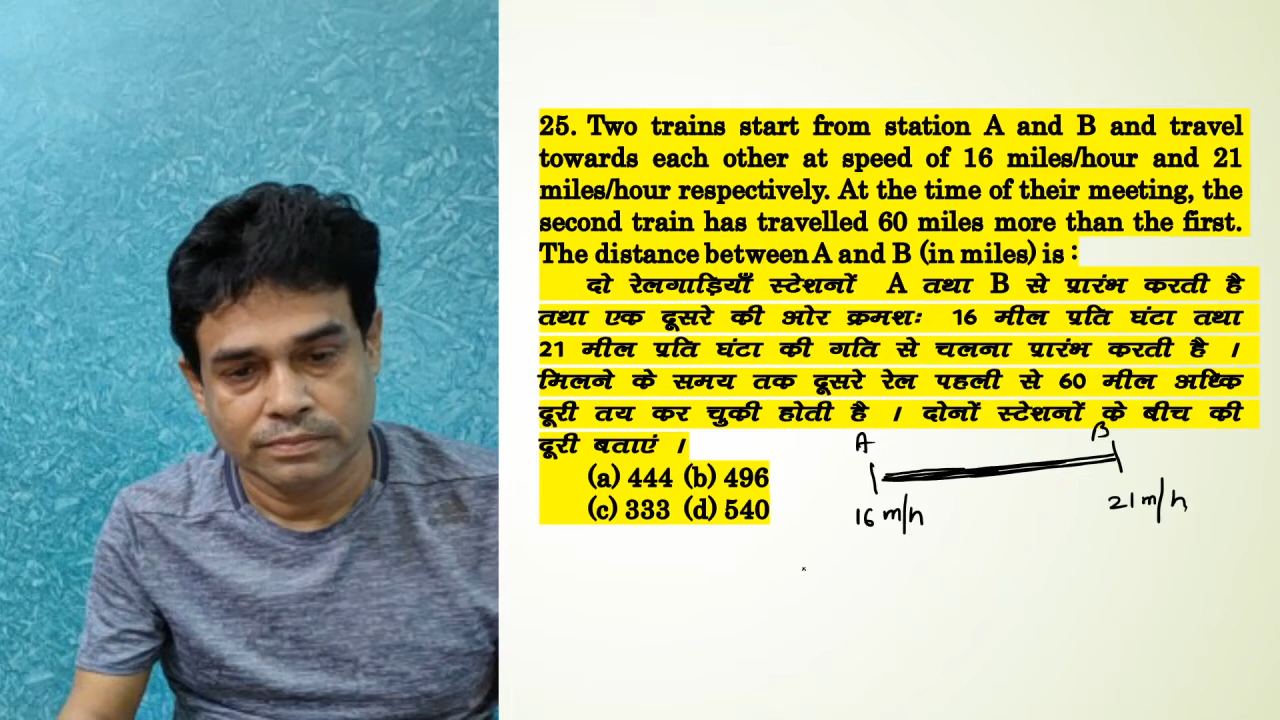 25. Two trains start from station A and B and travel
towards each other at speed of 16 miles/hour and 21
miles/hour respectively. At the time of their meeting, the
second train has travelled 60 miles more than the first.
The distance between A and B (in miles) is :
दो रेलगाड़ियाँ स्टेशनों A तथा B से प्रारंभ करती है
तथा एक दूसरे की ओर क्रमशः 16 मील प्रति घंटा तथा
21 मील प्रति घंटा की गति से चलना प्रारंभ करती है ।
मिलने के समय तक दूसरे रेल पहली से 60 मील अधिक
दूरी तय कर चुकी होती है । दोनों स्टेशनों के बीच की
दूरी बताएं ।
(a) 444 (b) 496
(c) 333 (d) 540
A B
16 m/h 21 m/h